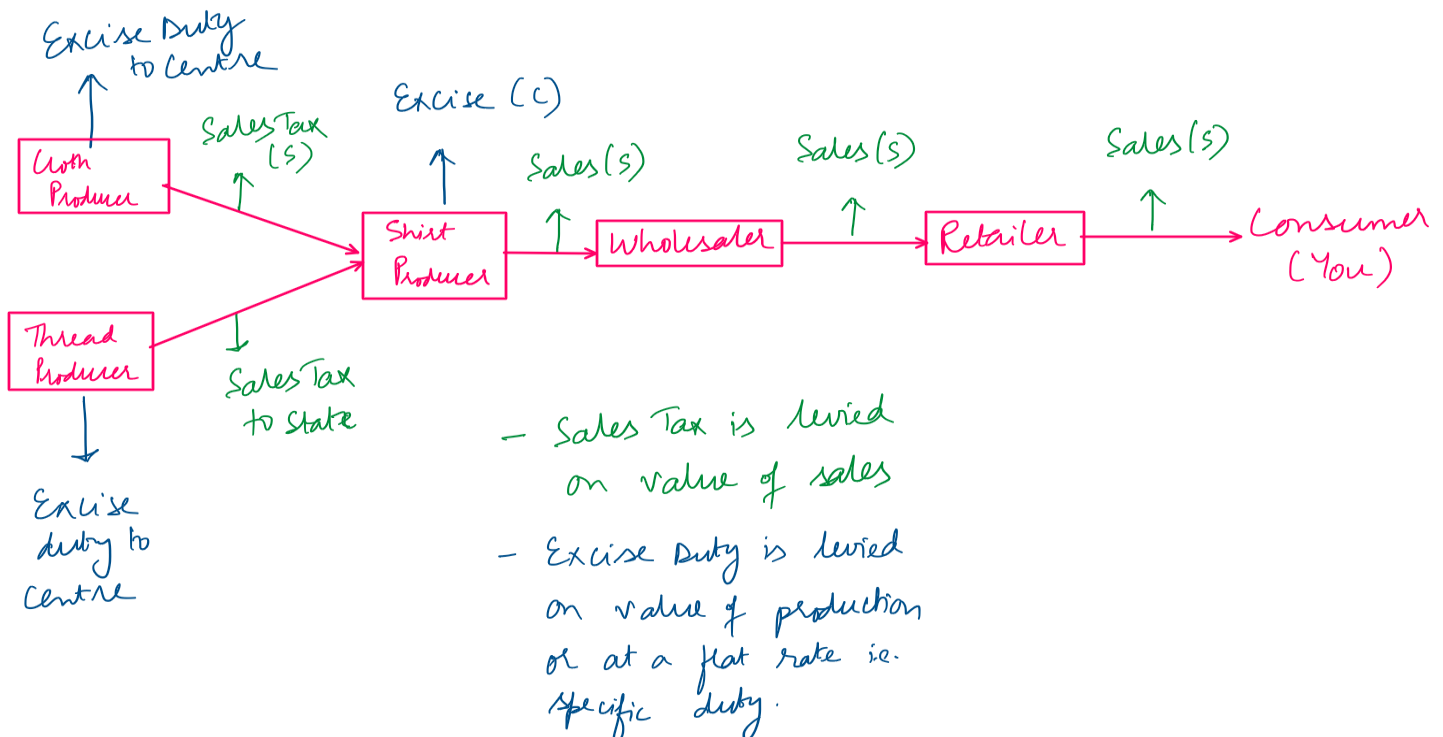 Excise Duty
to Centre
Excise (C)
Sales Tax
(S)
Sales(S)
Sales(S)
Sales(S)
Cloth
Producer
Shirt
Producer
Wholesaler
Retailer
Consumer
(You)
Thread
Producer
Sales Tax
to State
Excise
duty to
Centre
- Sales Tax is levied
on value of sales
- Excise Duty is levied
on value of production
or at a flat rate i.e.
specific duty.